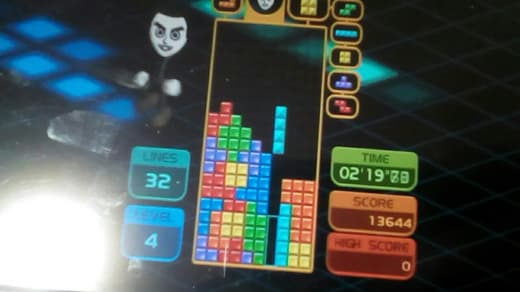 LINES
32
LEVEL
4
TIME
02'19"
SCORE
13644
HIGH SCORE
0